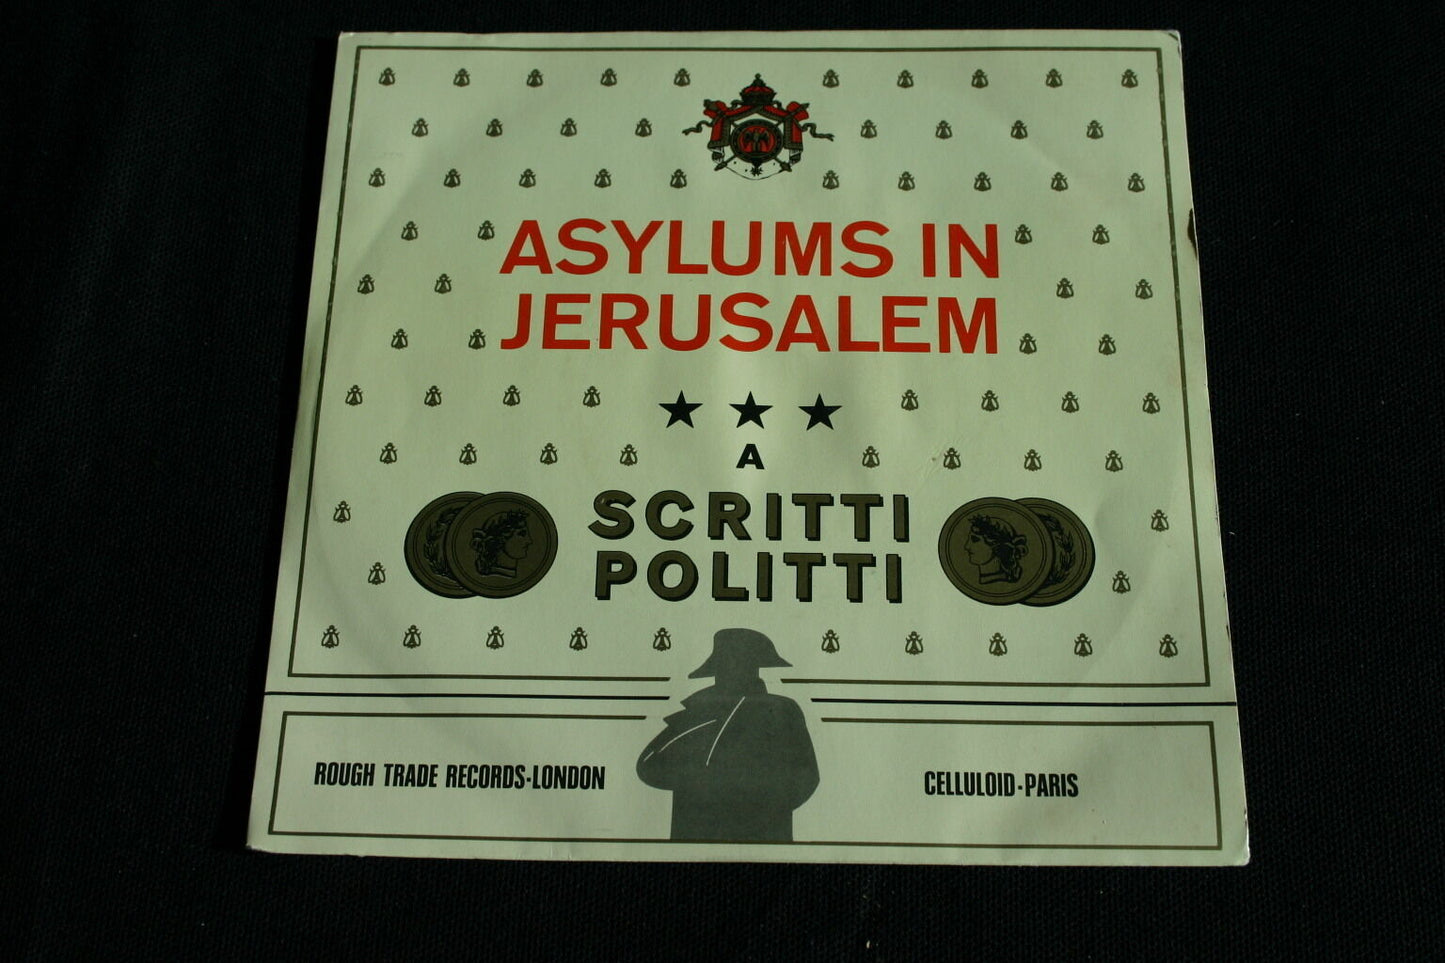 ASYLUMS IN
JERUSALEM
A
SCRITTI
POLITTI
ROUGH TRADE RECORDS·LONDON
CELLULOID·PARIS